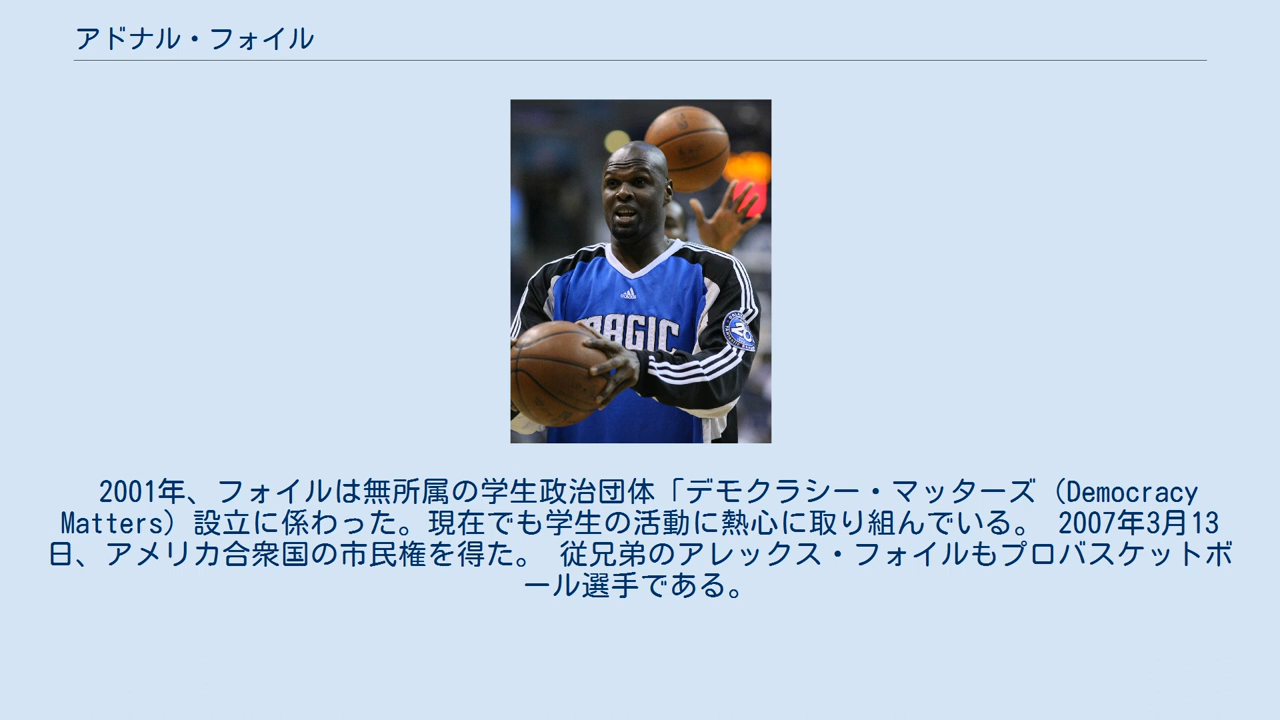 アドナル・フォイル
MAGIC
20
2001年、フォイルは無所属の学生政治団体「デモクラシー・マッターズ（Democracy
Matters）設立に係わった。現在でも学生の活動に熱心に取り組んでいる。 2007年3月13
日、アメリカ合衆国の市民権を得た。 従兄弟のアレックス・フォイルもプロバスケットボ
ール選手である。